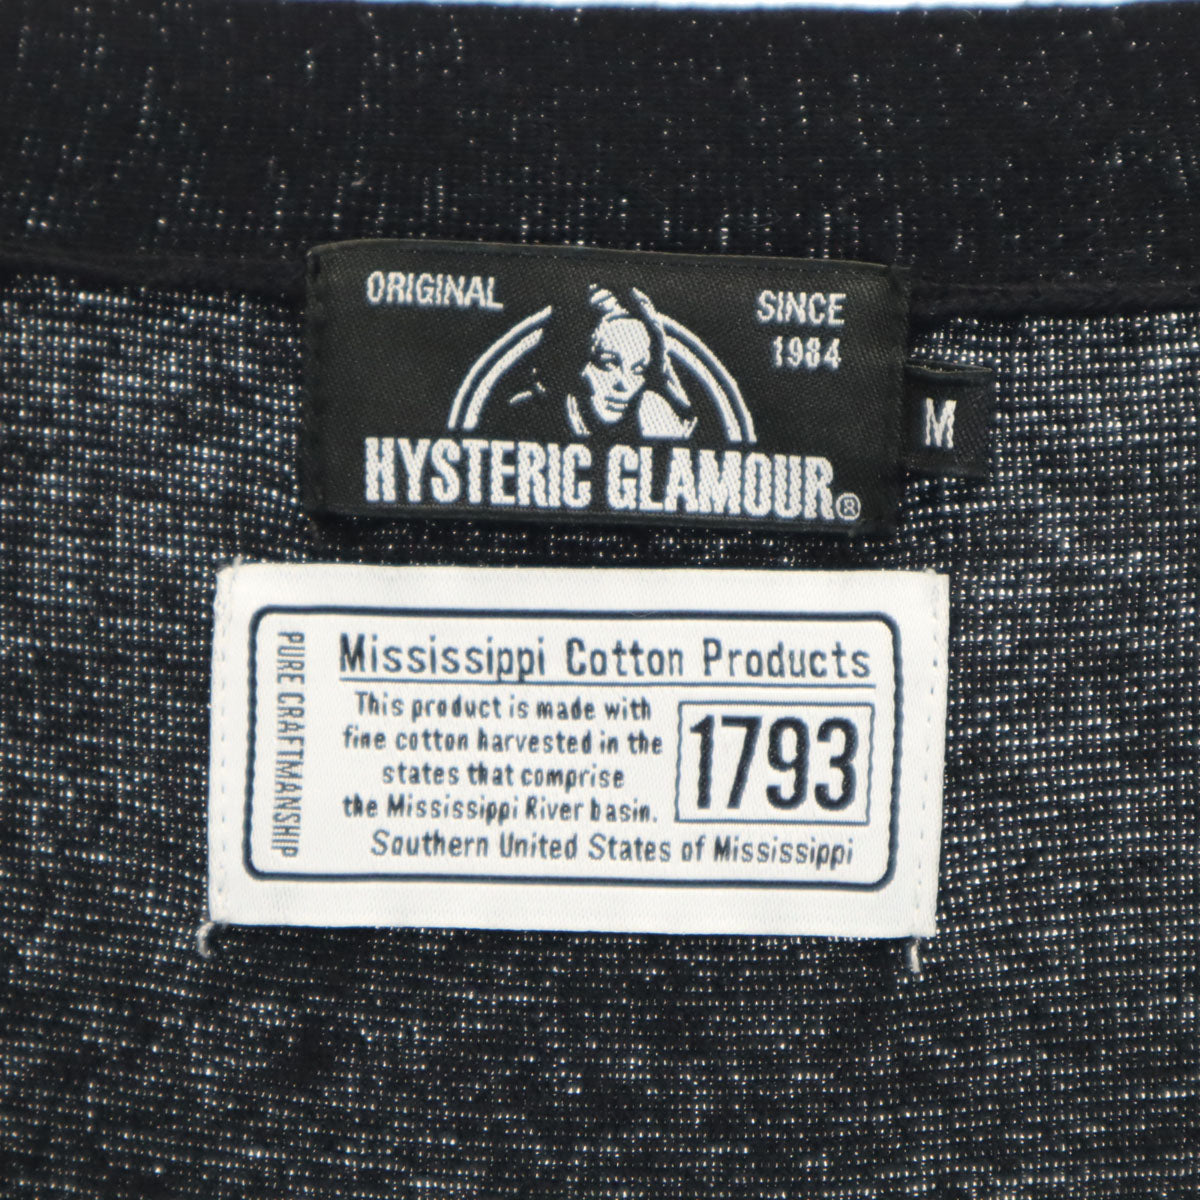 ORIGINAL
SINCE
1984
HYSTERIC GLAMOUR®
M
PURE CRAFTMANSHIP
Mississippi Cotton Products
This product is made with
fine cotton harvested in the
states that comprise
the Mississippi River basin.
1793
Southern United States of Mississippi